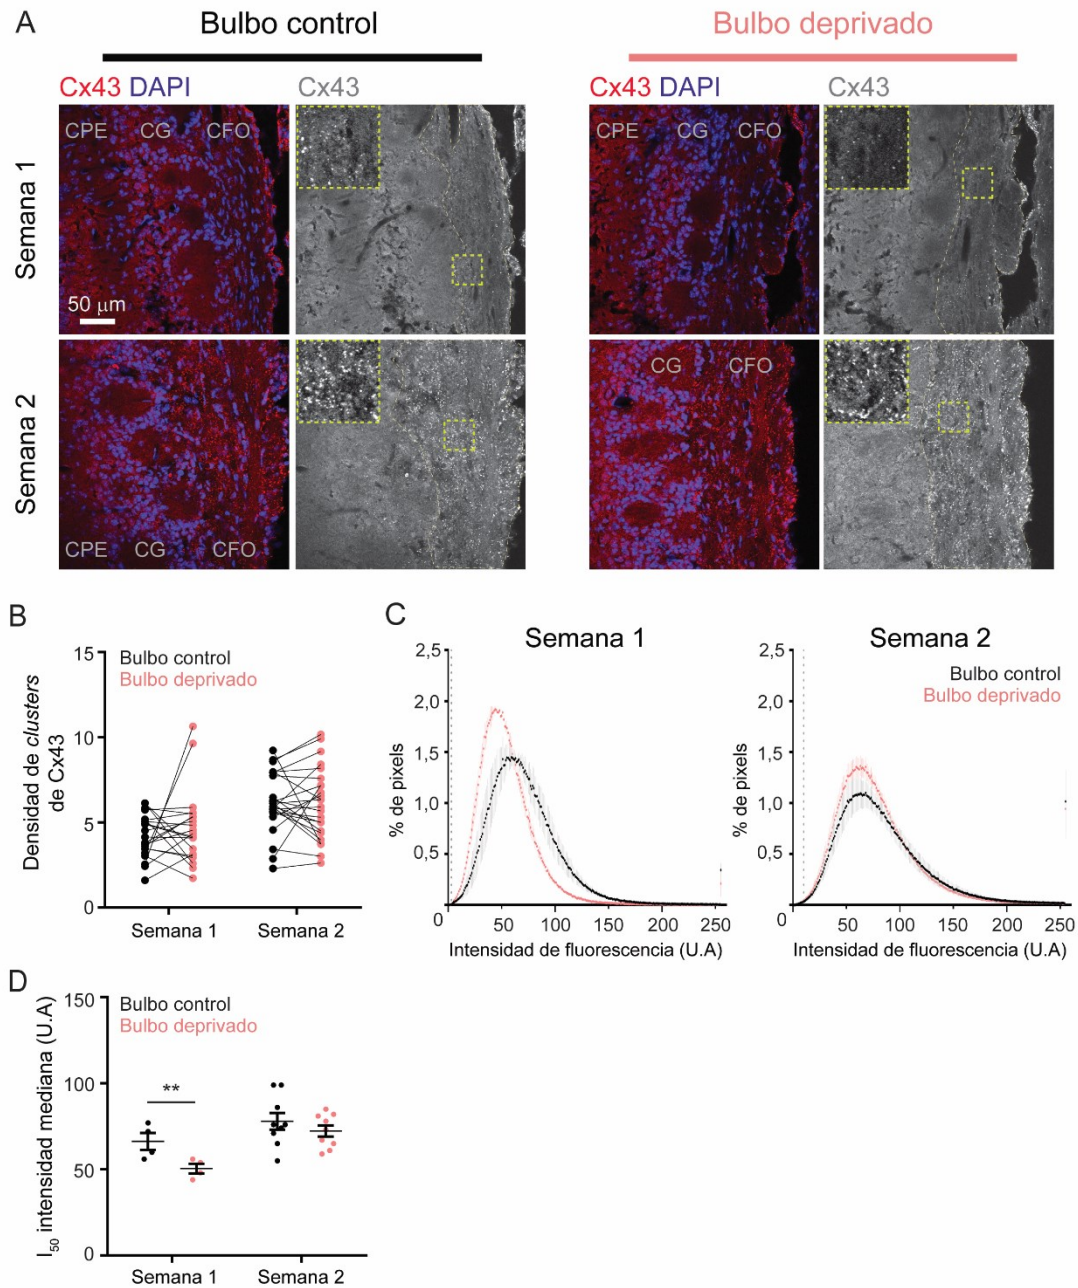 A
Bulbo control
Bulbo deprivado
Cx43 DAPI
Cx43
Cx43 DAPI
Cx43
Semana 1
CPE CG CFO
50 μm
CPE CG CFO
Semana 2
CPE CG CFO
CG CFO
B
Densidad de clusters
de Cx43
15
10
5
0
Bulbo control
Bulbo deprivado
Semana 1
Semana 2
C
Semana 1
% de pixels
2,5
2,0
1,5
1,0
0,5
0 50 100 150 200 250
Intensidad de fluorescencia (U.A)
Semana 2
Bulbo control
Bulbo deprivado
% de pixels
2,5
2,0
1,5
1,0
0,5
0 50 100 150 200 250
Intensidad de fluorescencia (U.A)
D
I50 intensidad mediana (U.A)
150
100
50
0
Bulbo control
Bulbo deprivado
**
Semana 1
Semana 2